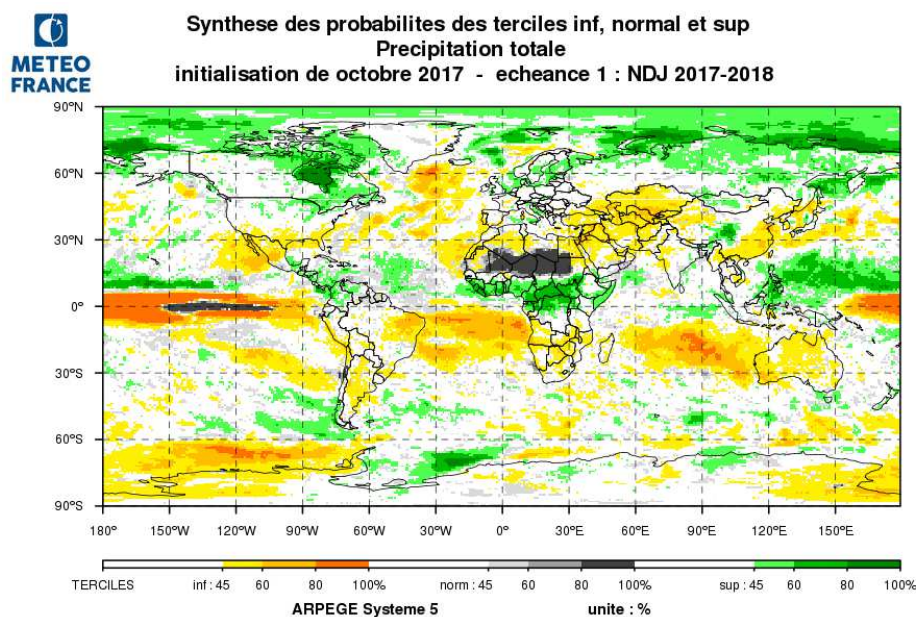 Synthese des probabilites des terciles inf, normal et sup
Precipitation totale
initialisation de octobre 2017 - echeance 1 : NDJ 2017-2018
METEO
FRANCE
90°N
60°N
30°N
0°
30°S
60°S
90°S
180° 150°W 120°W 90°W 60°W 30°W 0° 30°E 60°E 90°E 120°E 150°E
TERCILES inf : 45 60 80 100% norm : 45 60 80 100% sup : 45 60 80 100%
ARPEGE Systeme 5 unite : %